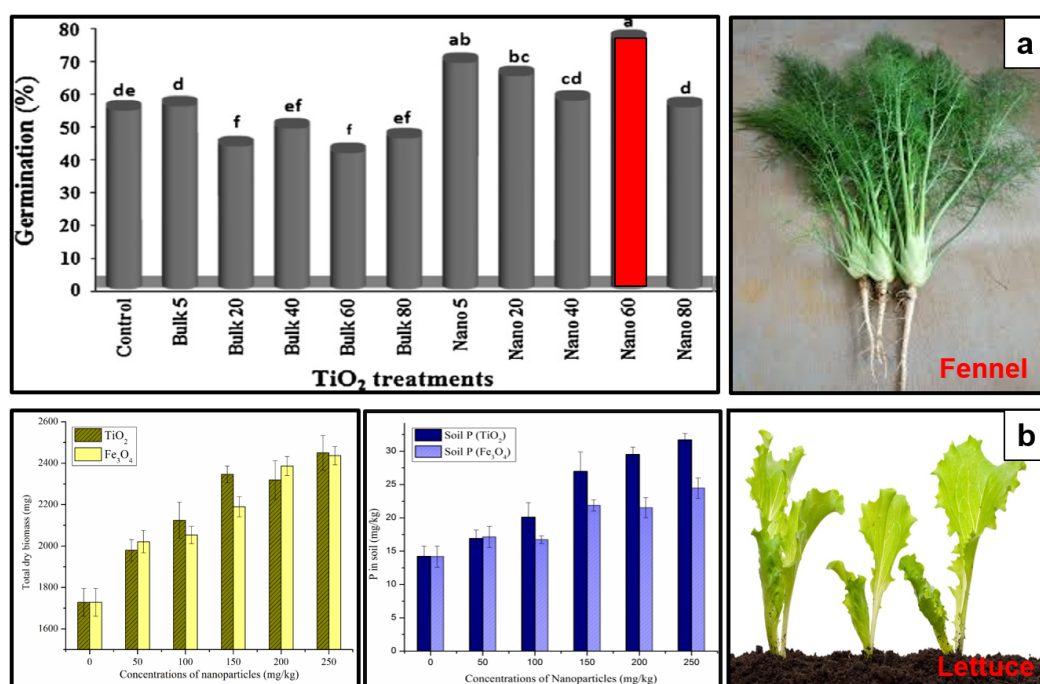 80
70
60
50
40
30
20
10
0
Germination (%)
de
d
f
ef
f
ef
ab
bc
cd
a
d
Control
Bulk 5
Bulk 20
Bulk 40
Bulk 60
Bulk 80
Nano 5
Nano 20
Nano 40
Nano 60
Nano 80
TiO₂ treatments
a
Fennel
2600
2400
2200
2000
1800
1600
Total dry biomass (mg)
TiO₂
Fe₃O₄
0 50 100 150 200 250
Concentrations of nanoparticles (mg/kg)
30
25
20
15
10
5
0
P in soil (mg/kg)
Soil P (TiO₂)
Soil P (Fe₃O₄)
0 50 100 150 200 250
Concentrations of Nanoparticles (mg/kg)
b
Lettuce